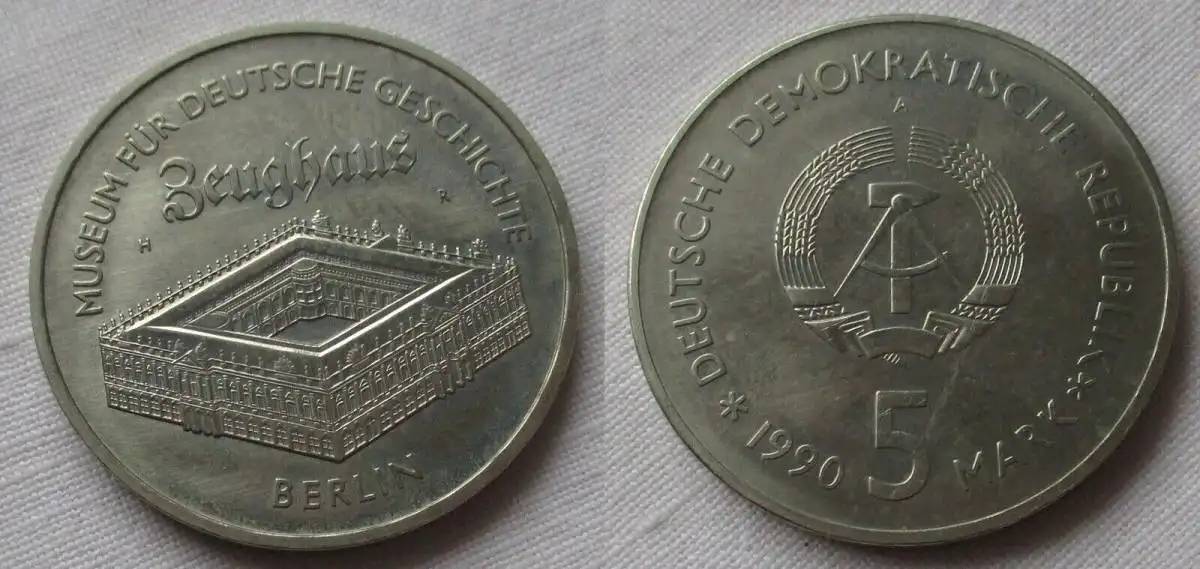 MUSEUM FÜR DEUTSCHE GESCHICHTE
Zeughaus
H R
BERLIN
DEUTSCHE DEMOKRATISCHE REPUBLIK
A
* 1990 5 MARK *